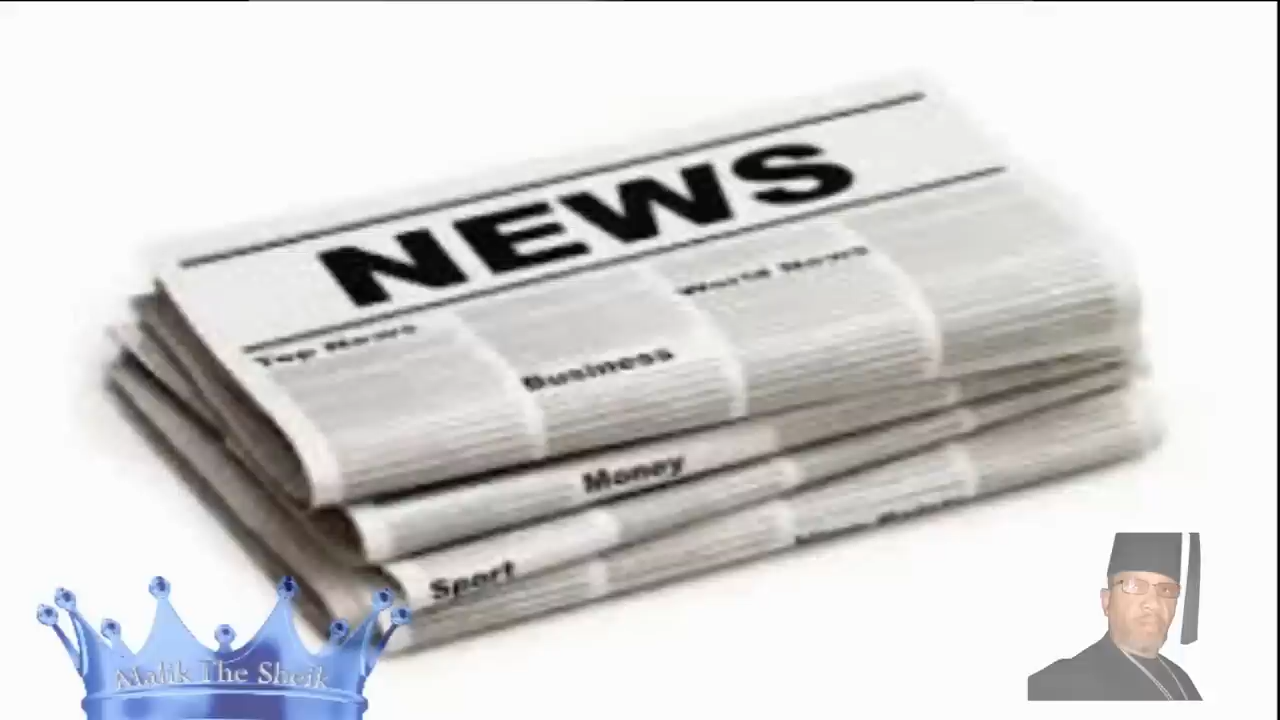 NEWS
Top News
Business
World News
Money
Sport
Malik The Sheik